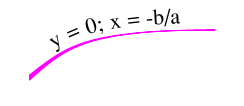 y = 0; x = -b/a